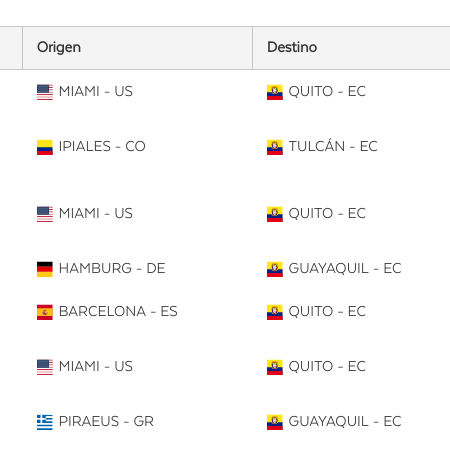 Origen Destino
MIAMI - US QUITO - EC
IPIALES - CO TULCÁN - EC
MIAMI - US QUITO - EC
HAMBURG - DE GUAYAQUIL - EC
BARCELONA - ES QUITO - EC
MIAMI - US QUITO - EC
PIRAEUS - GR GUAYAQUIL - EC